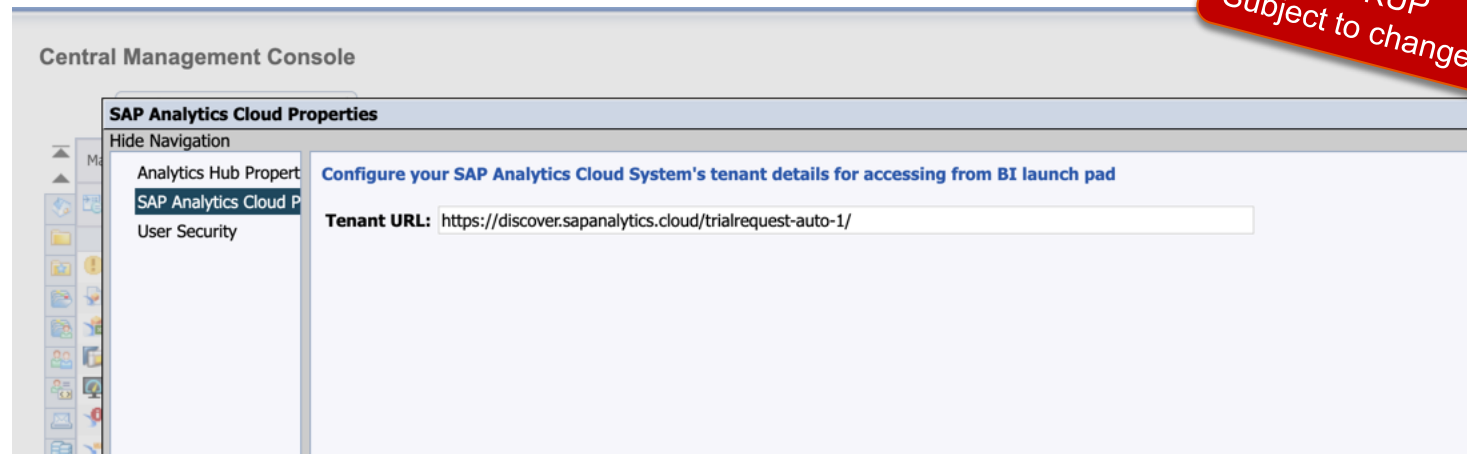 Subject to change
Central Management Console
SAP Analytics Cloud Properties
Hide Navigation
Analytics Hub Propert
SAP Analytics Cloud P
User Security
Configure your SAP Analytics Cloud System's tenant details for accessing from BI launch pad
Tenant URL: https://discover.sapanalytics.cloud/trialrequest-auto-1/